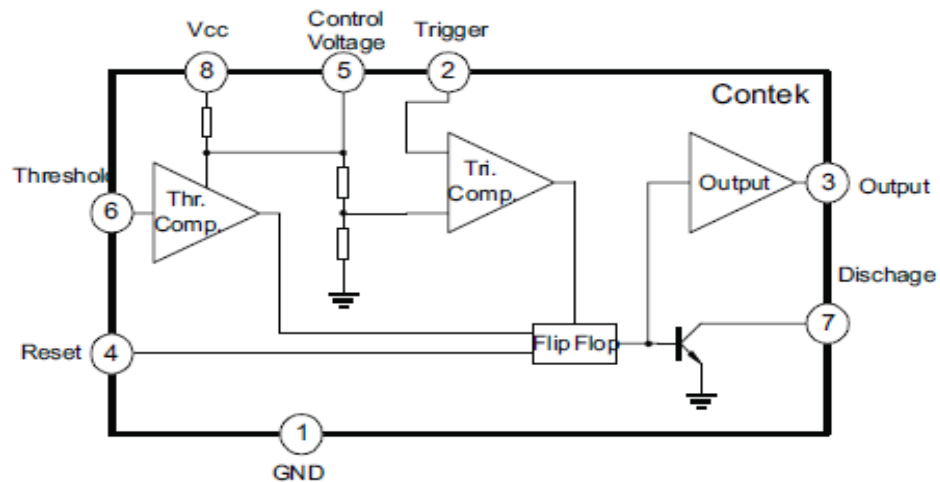 Vcc
Control
Voltage
Trigger
8
5
2
Contek
Threshold
6
Thr.
Comp.
Tri.
Comp.
Output
3
Output
Dischage
7
Reset
4
Flip Flop
1
GND